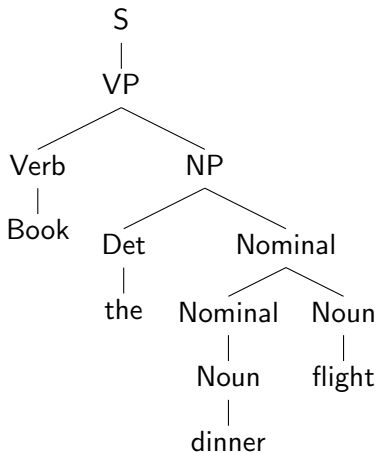 S
VP
Verb NP
Book Det Nominal
the Nominal Noun
Noun flight
dinner